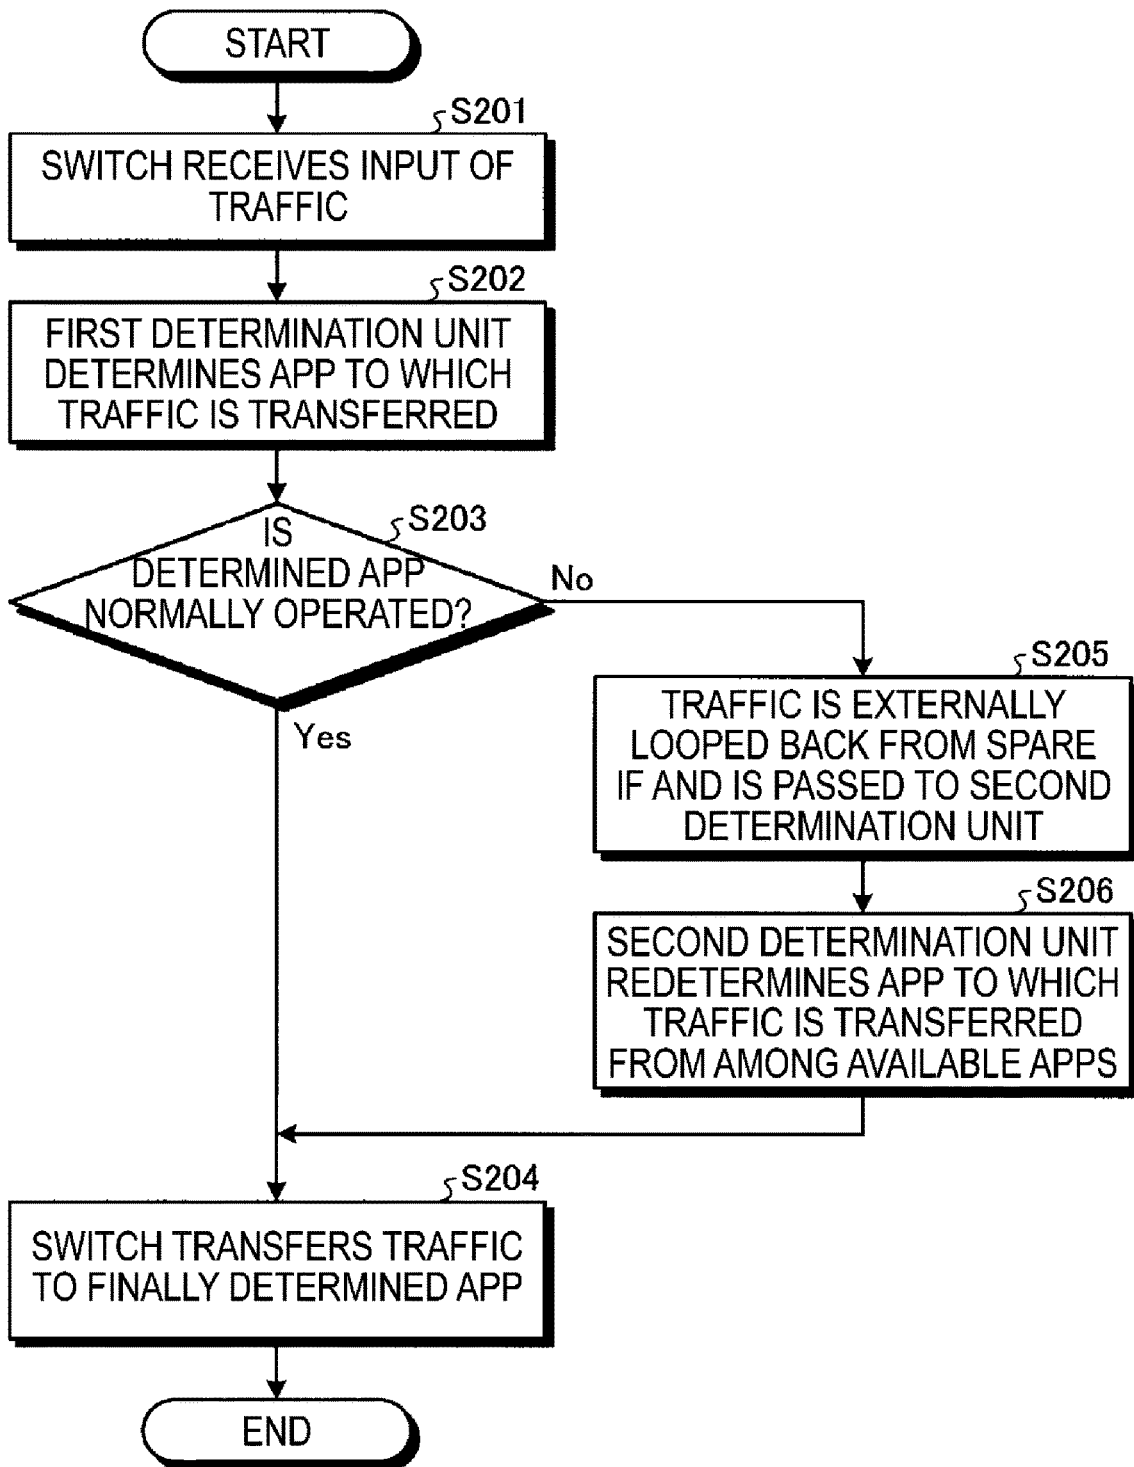 START
S201
SWITCH RECEIVES INPUT OF
TRAFFIC
S202
FIRST DETERMINATION UNIT
DETERMINES APP TO WHICH
TRAFFIC IS TRANSFERRED
S203
IS
DETERMINED APP
NORMALLY OPERATED?
No
Yes
S205
TRAFFIC IS EXTERNALLY
LOOPED BACK FROM SPARE
IF AND IS PASSED TO SECOND
DETERMINATION UNIT
S206
SECOND DETERMINATION UNIT
REDETERMINES APP TO WHICH
TRAFFIC IS TRANSFERRED
FROM AMONG AVAILABLE APPS
S204
SWITCH TRANSFERS TRAFFIC
TO FINALLY DETERMINED APP
END